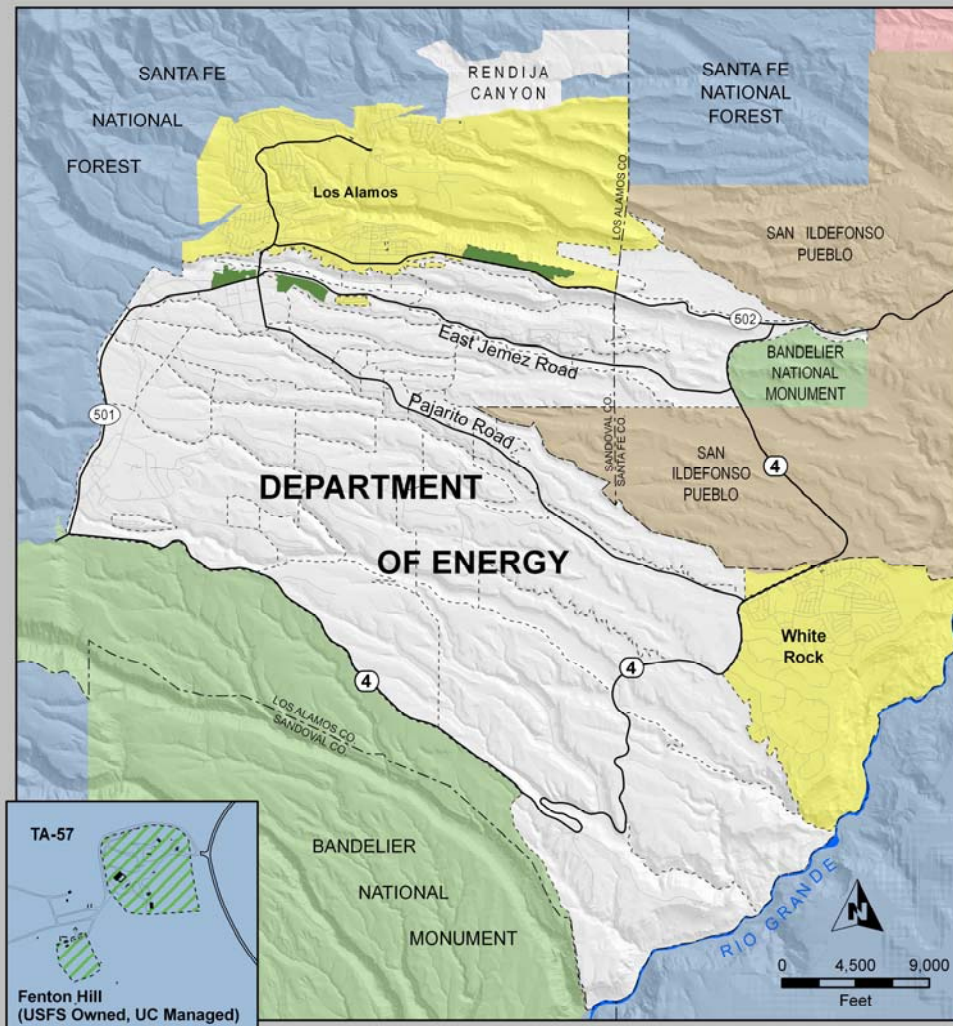 SANTA FE
NATIONAL
FOREST
RENDIJA
CANYON
SANTA FE
NATIONAL
FOREST
Los Alamos
LOS ALAMOS CO
SAN ILDEFONSO
PUEBLO
502
East Jemez Road
BANDELIER
NATIONAL
MONUMENT
501
Pajarito Road
SANDOVAL CO
SANTA FE CO
SAN
ILDEFONSO
PUEBLO
4
DEPARTMENT
OF ENERGY
White
Rock
4
4
LOS ALAMOS CO
SANDOVAL CO
TA-57
BANDELIER
NATIONAL
MONUMENT
RIO GRANDE
N
0 4,500 9,000
Feet
Fenton Hill
(USFS Owned, UC Managed)